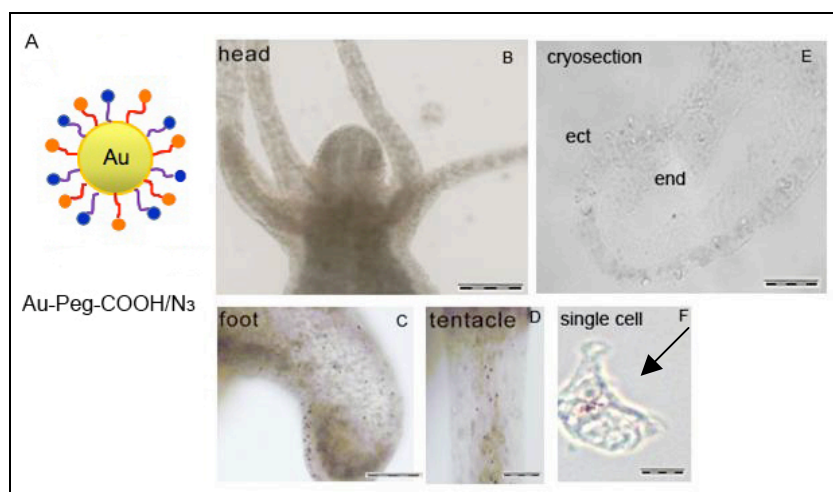 A
Au
Au-Peg-COOH/N3
head
B
cryosection
E
ect
end
foot
C
tentacle
D
single cell
F